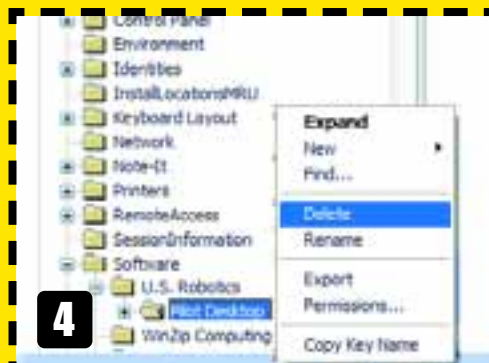 Control Panel
Environment
Identities
InstallLocationsMRU
Keyboard Layout
Network
Note-It
Printers
RemoteAccess
SessionInformation
Software
U.S. Robotics
Pilot Desktop
WinZip Computing
Expand
New
Find...
Delete
Rename
Export
Permissions...
Copy Key Name
4